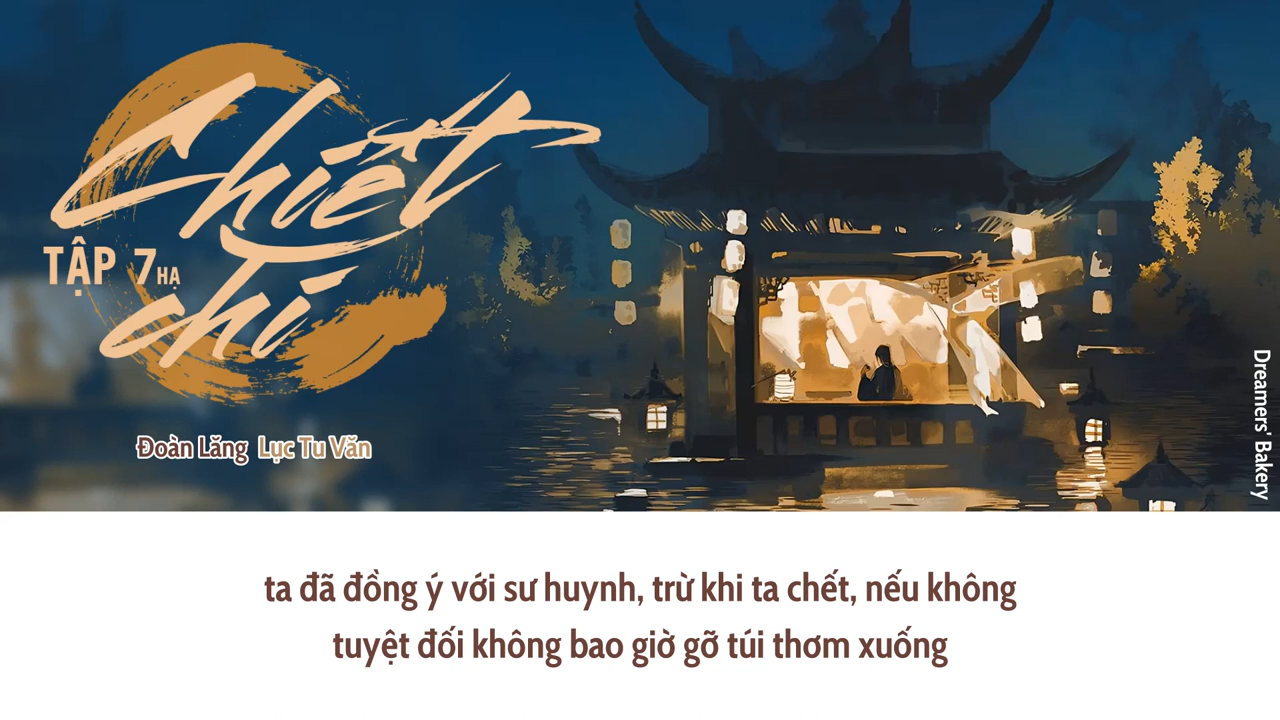 Chiết
TẬP 7 HẠ
chi
Đoàn Lăng Lục Tu Văn
Dreamers' Bakery
ta đã đồng ý với sư huynh, trừ khi ta chết, nếu không
tuyệt đối không bao giờ gỡ túi thơm xuống